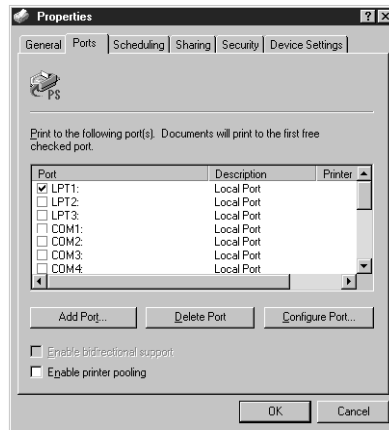 Properties
General Ports Scheduling Sharing Security Device Settings
PS
Print to the following port(s). Documents will print to the first free
checked port.
Port Description Printer
LPT1: Local Port
LPT2: Local Port
LPT3: Local Port
COM1: Local Port
COM2: Local Port
COM3: Local Port
COM4: Local Port
Add Port... Delete Port Configure Port...
Enable bidirectional support
Enable printer pooling
OK Cancel